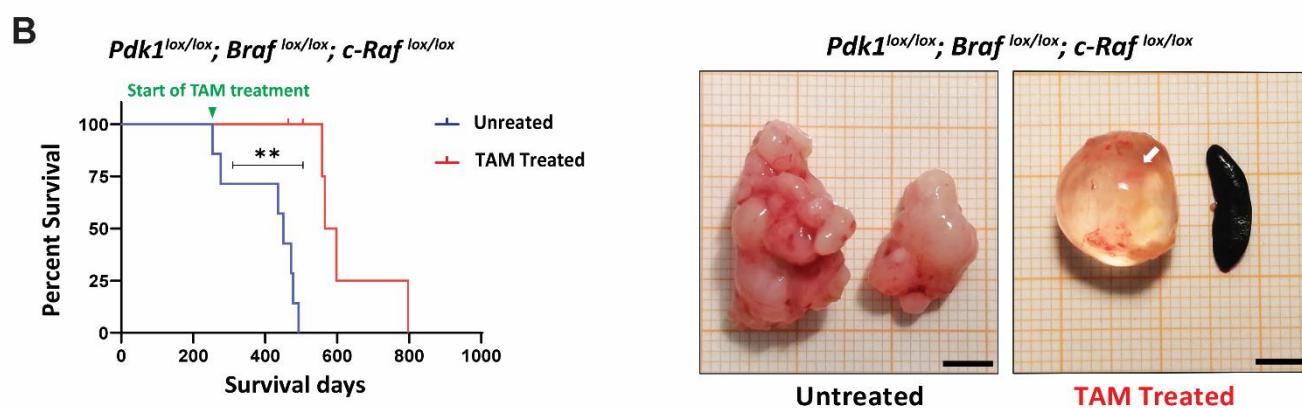 B
Pdk1lox/lox; Braf lox/lox; c-Raf lox/lox
Start of TAM treatment
Unreated
TAM Treated
**
100
75
50
25
0
Percent Survival
0 200 400 600 800 1000
Survival days
Pdk1lox/lox; Braf lox/lox; c-Raf lox/lox
Untreated
TAM Treated